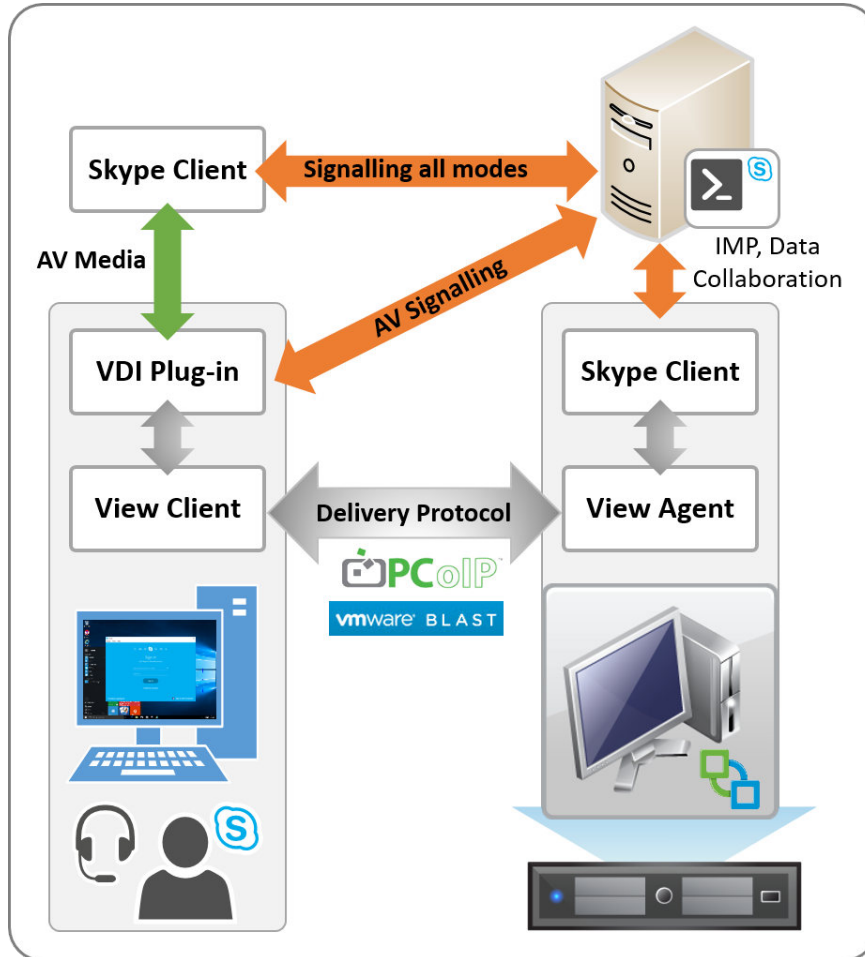 Skype Client
Signalling all modes
AV Media
IMP, Data
Collaboration
AV Signalling
VDI Plug-in
Skype Client
View Client
Delivery Protocol
View Agent
PCoIP™
vmware® BLAST
S
S